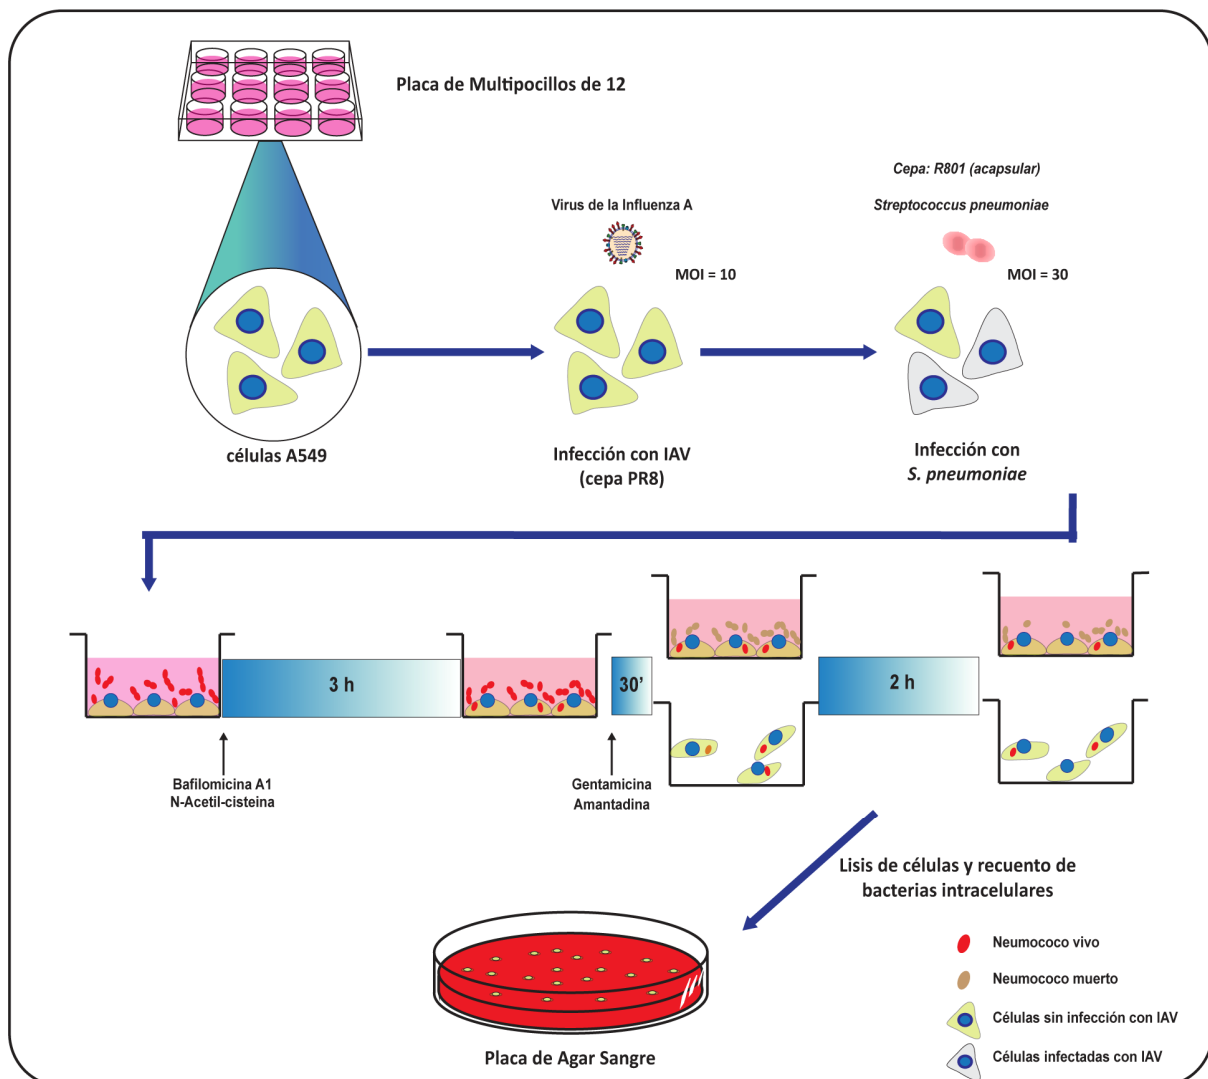 Placa de Multipocillos de 12
Cepa: R801 (acapsular)
Virus de la Influenza A
Streptococcus pneumoniae
MOI = 10
MOI = 30
células A549
Infección con IAV
(cepa PR8)
Infección con
S. pneumoniae
3 h
30’
2 h
Bafilomicina A1
N-Acetil-cisteina
Gentamicina
Amantadina
Lisis de células y recuento de
bacterias intracelulares
Neumococo vivo
Neumococo muerto
Células sin infección con IAV
Células infectadas con IAV
Placa de Agar Sangre